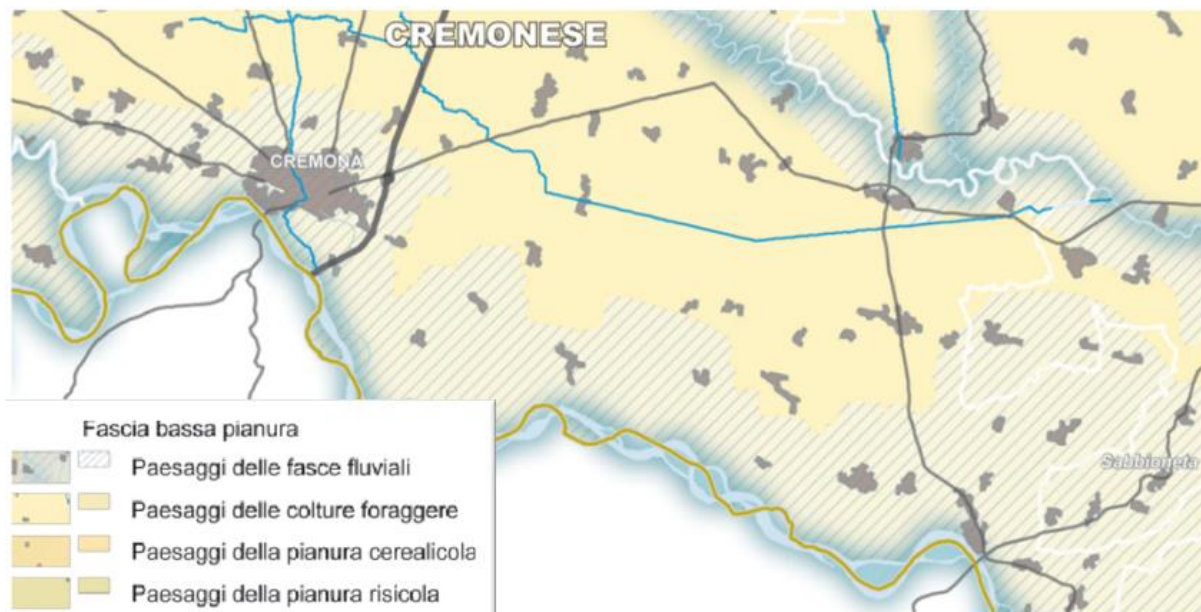 CREMONESE
CREMONA
Sabbioneta
Fascia bassa pianura
Paesaggi delle fasce fluviali
Paesaggi delle colture foraggere
Paesaggi della pianura cerealicola
Paesaggi della pianura risicola